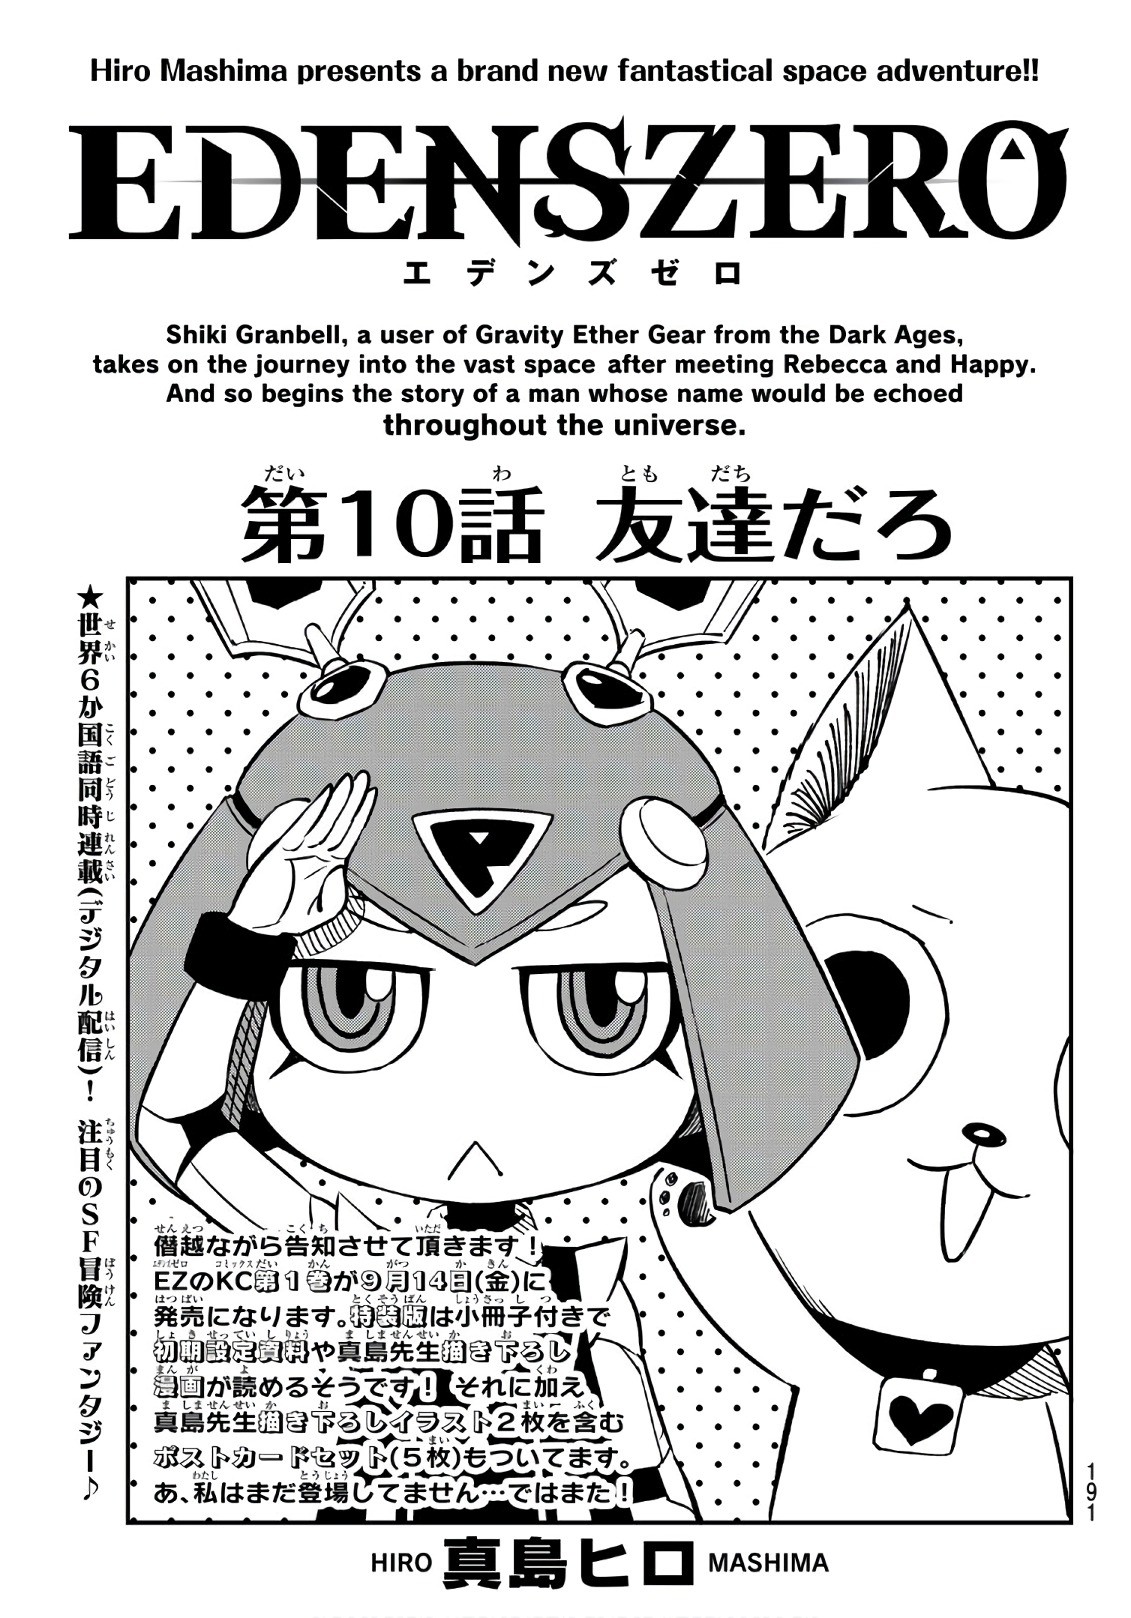 Hiro Mashima presents a brand new fantastical space adventure!!
EDENSZERO
エデンズゼロ
Shiki Granbell, a user of Gravity Ether Gear from the Dark Ages,
takes on the journey into the vast space after meeting Rebecca and Happy.
And so begins the story of a man whose name would be echoed
throughout the universe.
第10話 友達だろ
★世界6か国語同時連載(デジタル配信)! 注目のSF冒険ファンタジー♪
僭越ながら告知させて頂きます!
EZのKC第1巻が9月14日(金)に
発売になります。特装版は小冊子付きで
初期設定資料や真島先生描き下ろし
漫画が読めるそうです! それに加え、
真島先生描き下ろしイラスト2枚を含む
ポストカードセット(5枚)もついてます。
あ、私はまだ登場してません…ではまた!
191
HIRO 真島ヒロ MASHIMA